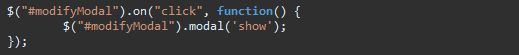 $("#modifyModal").on("click", function() {
        $("#modifyModal").modal('show');
});